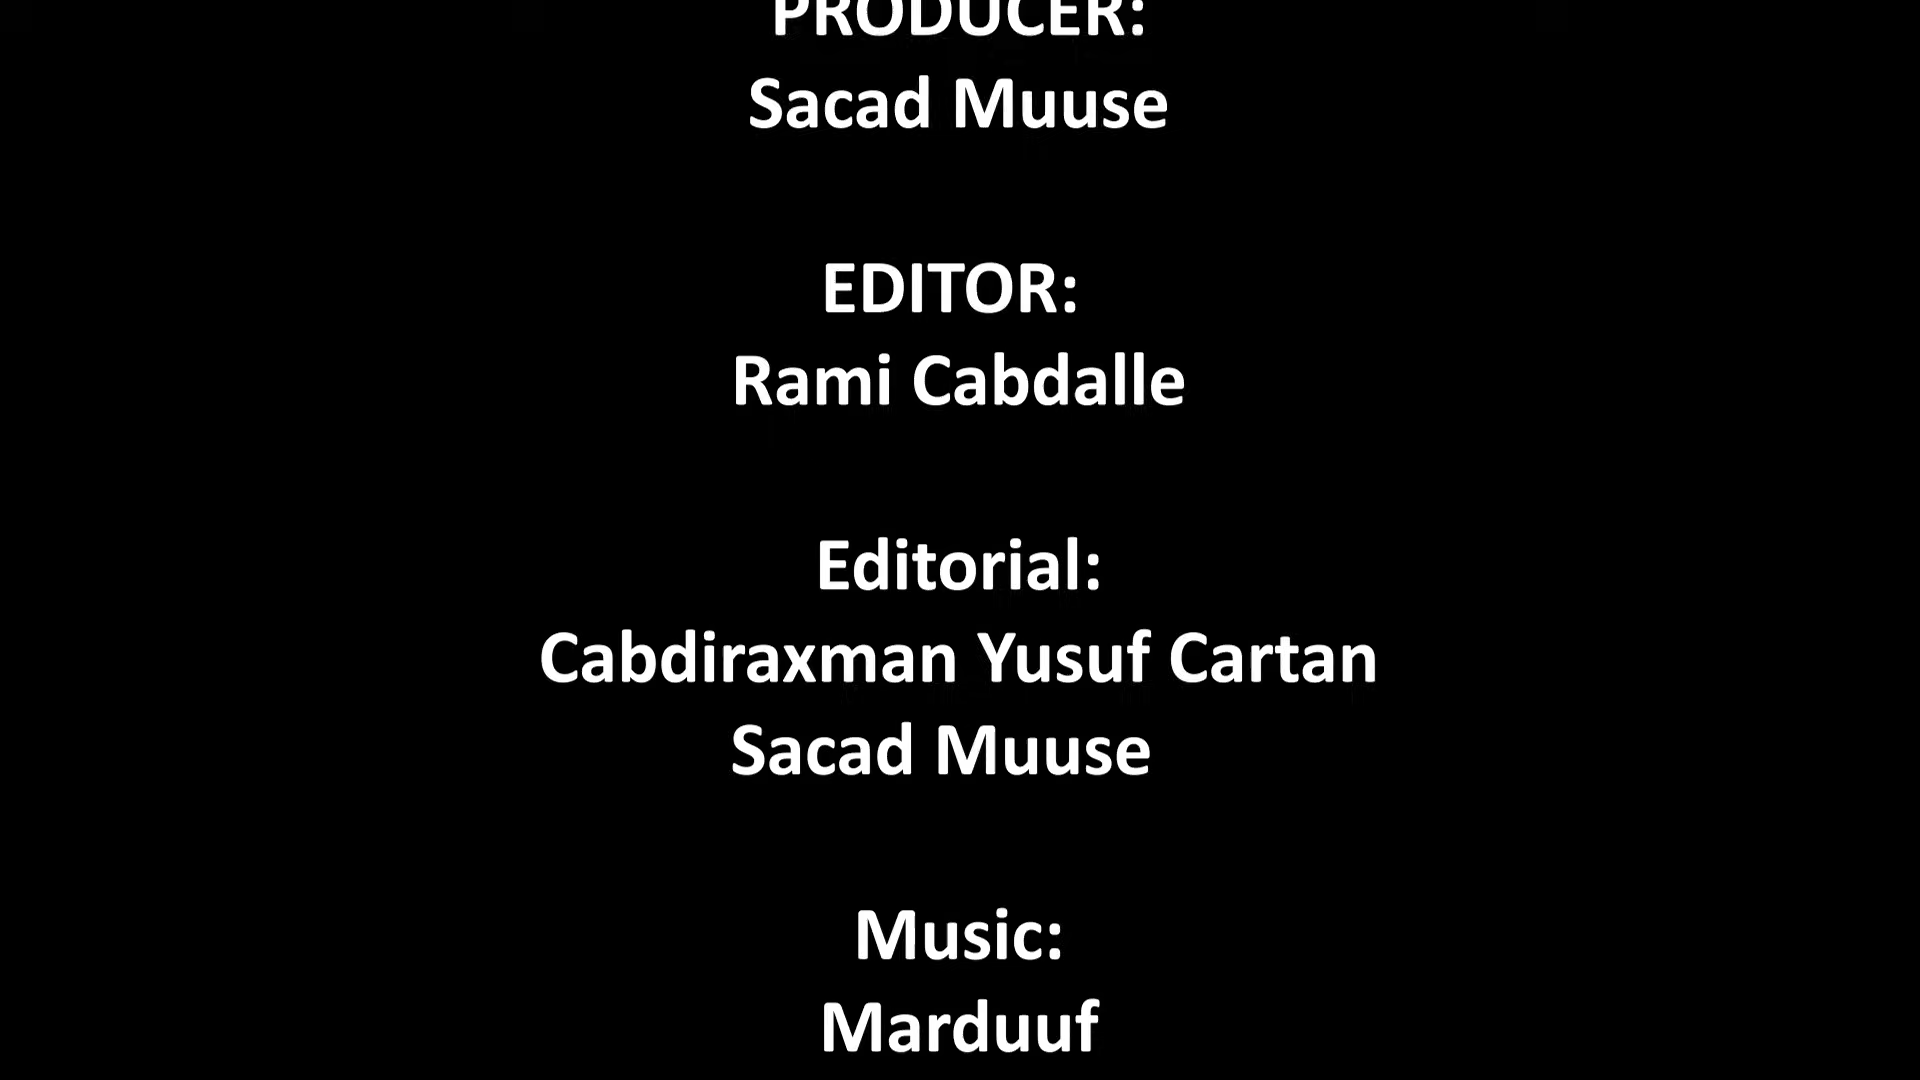 PRODUCER:
Sacad Muuse
EDITOR:
Rami Cabdalle
Editorial:
Cabdiraxman Yusuf Cartan
Sacad Muuse
Music:
Marduuf